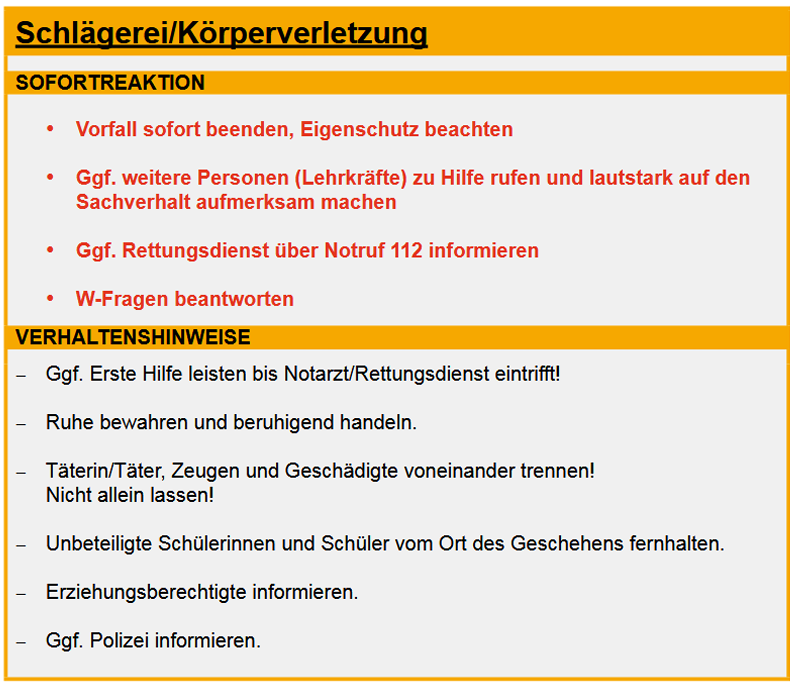 Schlägerei/Körperverletzung
SOFORTREAKTION
• Vorfall sofort beenden, Eigenschutz beachten
• Ggf. weitere Personen (Lehrkräfte) zu Hilfe rufen und lautstark auf den
Sachverhalt aufmerksam machen
• Ggf. Rettungsdienst über Notruf 112 informieren
• W-Fragen beantworten
VERHALTENSHINWEISE
– Ggf. Erste Hilfe leisten bis Notarzt/Rettungsdienst eintrifft!
– Ruhe bewahren und beruhigend handeln.
– Täterin/Täter, Zeugen und Geschädigte voneinander trennen!
Nicht allein lassen!
– Unbeteiligte Schülerinnen und Schüler vom Ort des Geschehens fernhalten.
– Erziehungsberechtigte informieren.
– Ggf. Polizei informieren.